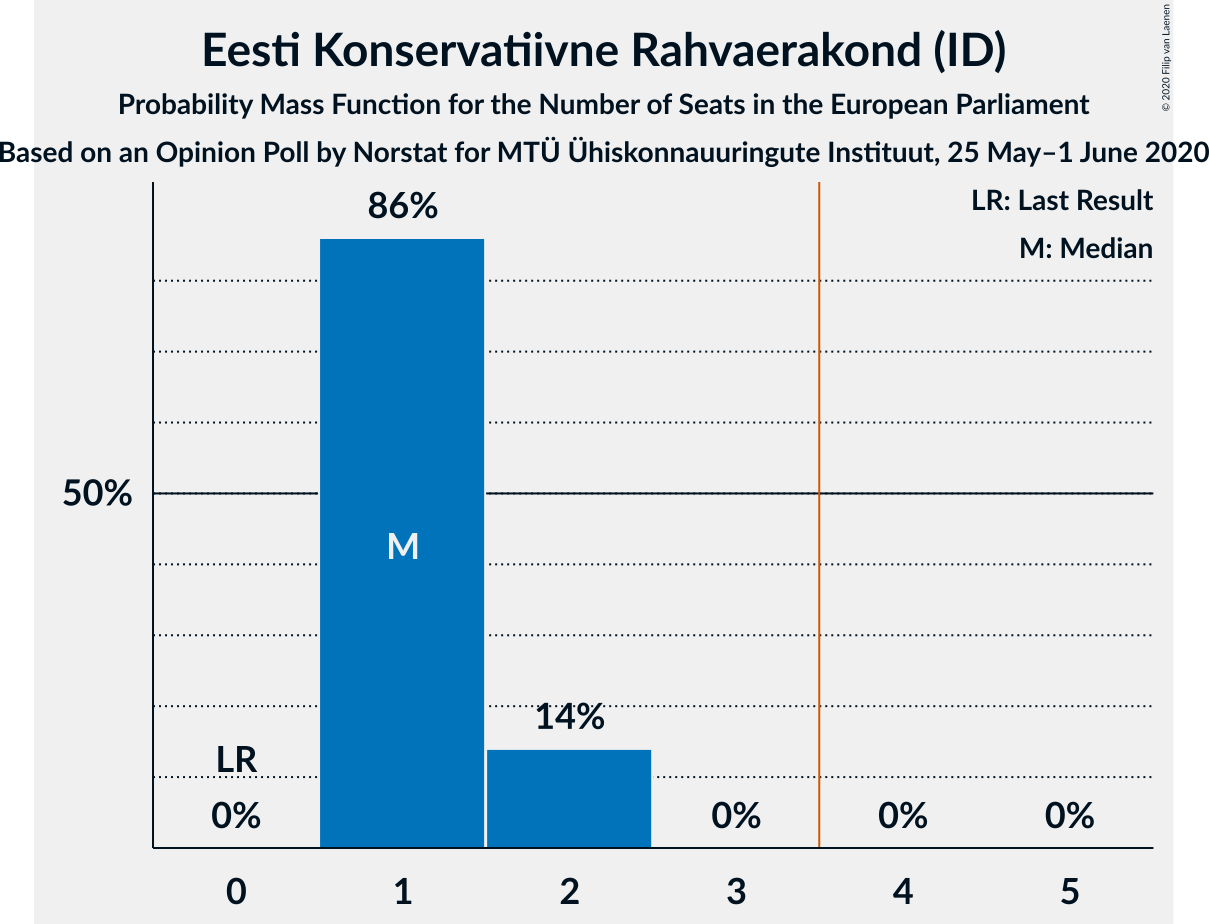 Eesti Konservatiivne Rahvaerakond (ID)
Probability Mass Function for the Number of Seats in the European Parliament
Based on an Opinion Poll by Norstat for MTÜ Ühiskonnauuringute Instituut, 25 May–1 June 2020
© 2020 Filip van Laenen
LR: Last Result
M: Median
86%
50%
M
14%
LR
0%
0%
0%
0%
0
1
2
3
4
5